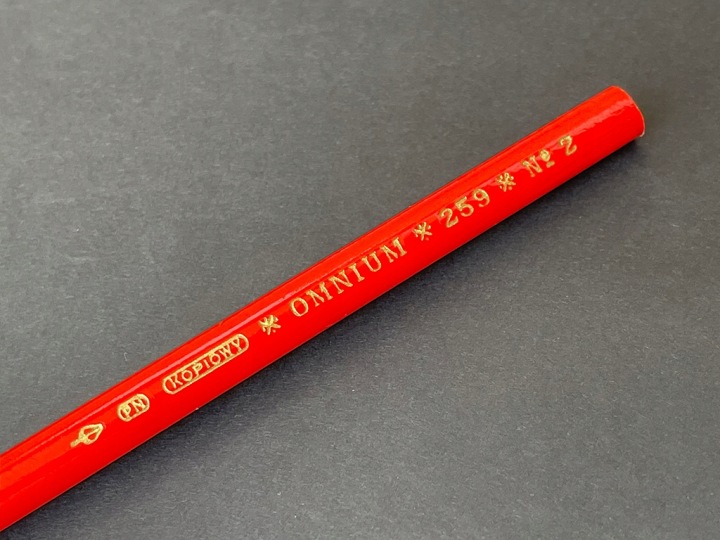 PN KOPIOWY ※ OMNIUM ※ 259 ※ Nº 2